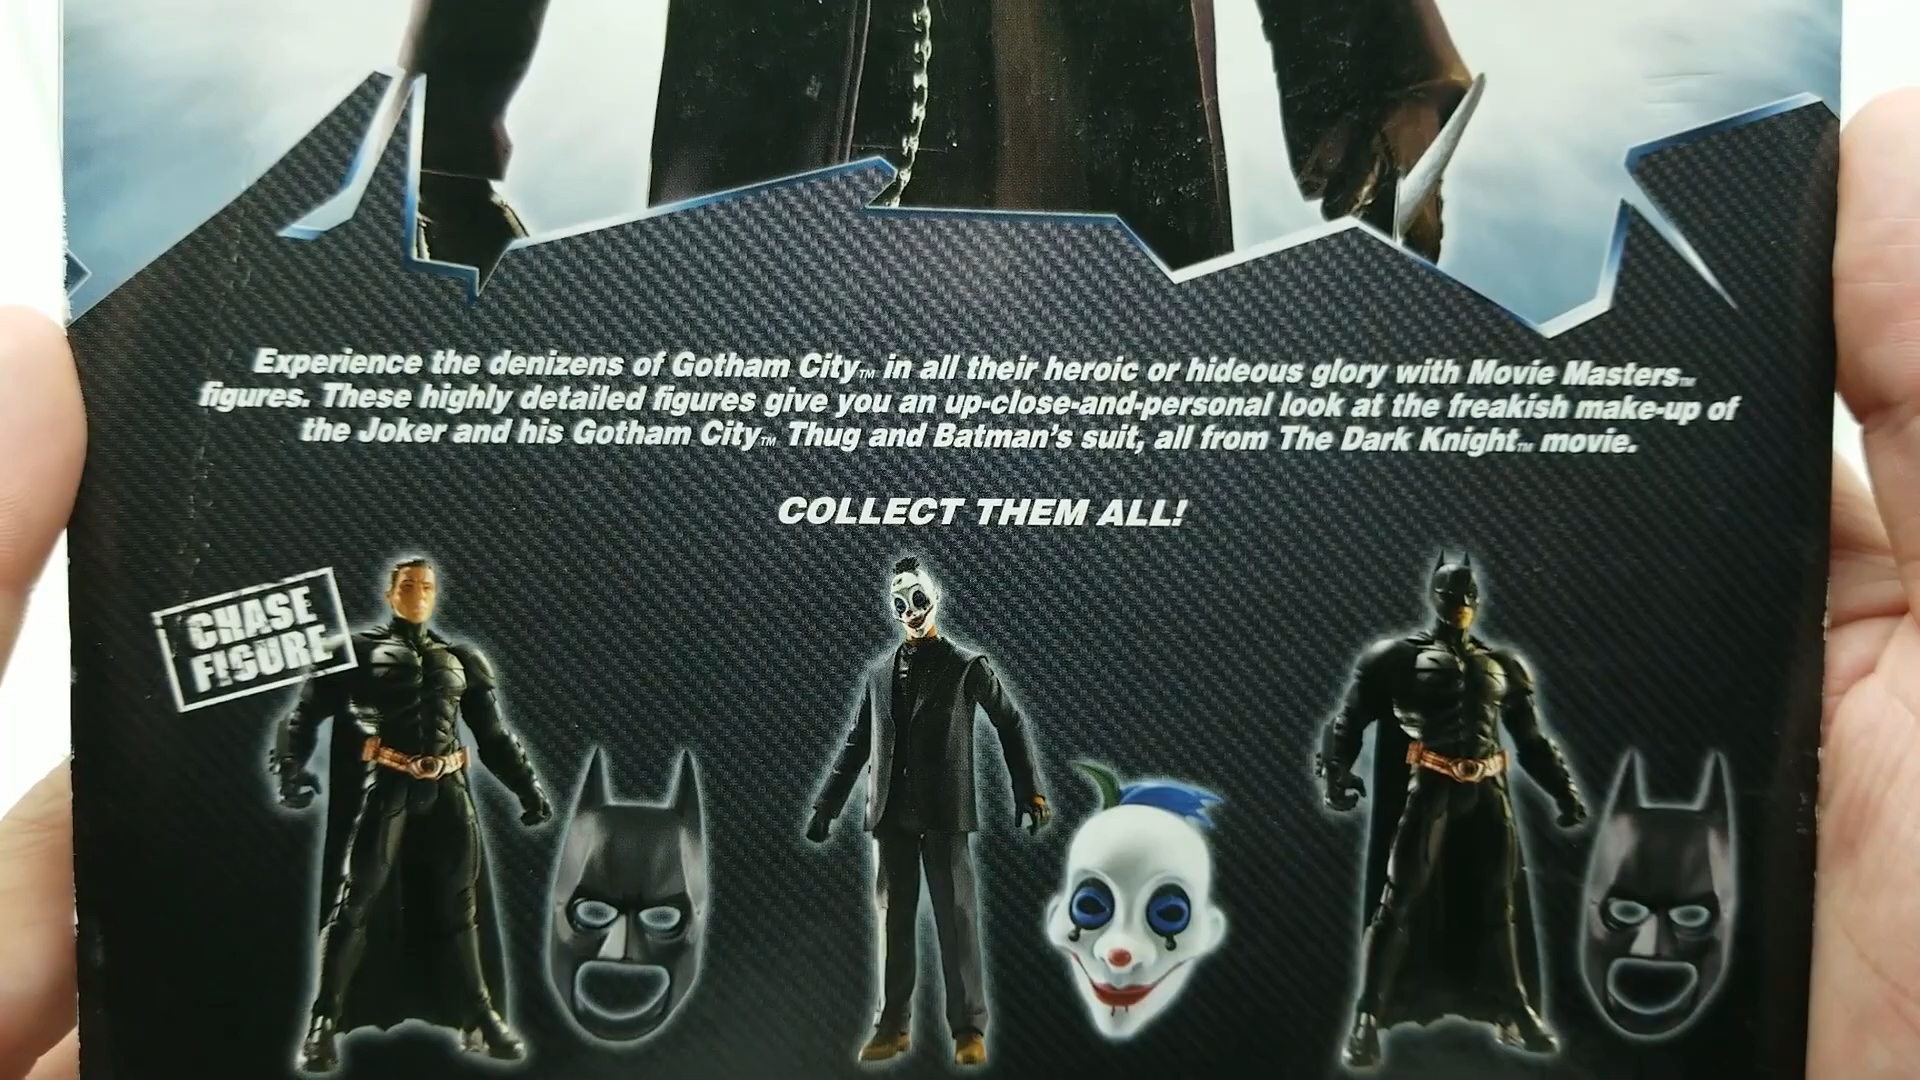 Experience the denizens of Gotham City™ in all their heroic or hideous glory with Movie Masters™
figures. These highly detailed figures give you an up-close-and-personal look at the freakish make-up of
the Joker and his Gotham City™ Thug and Batman's suit, all from The Dark Knight™ movie.
COLLECT THEM ALL!
CHASE
FIGURE